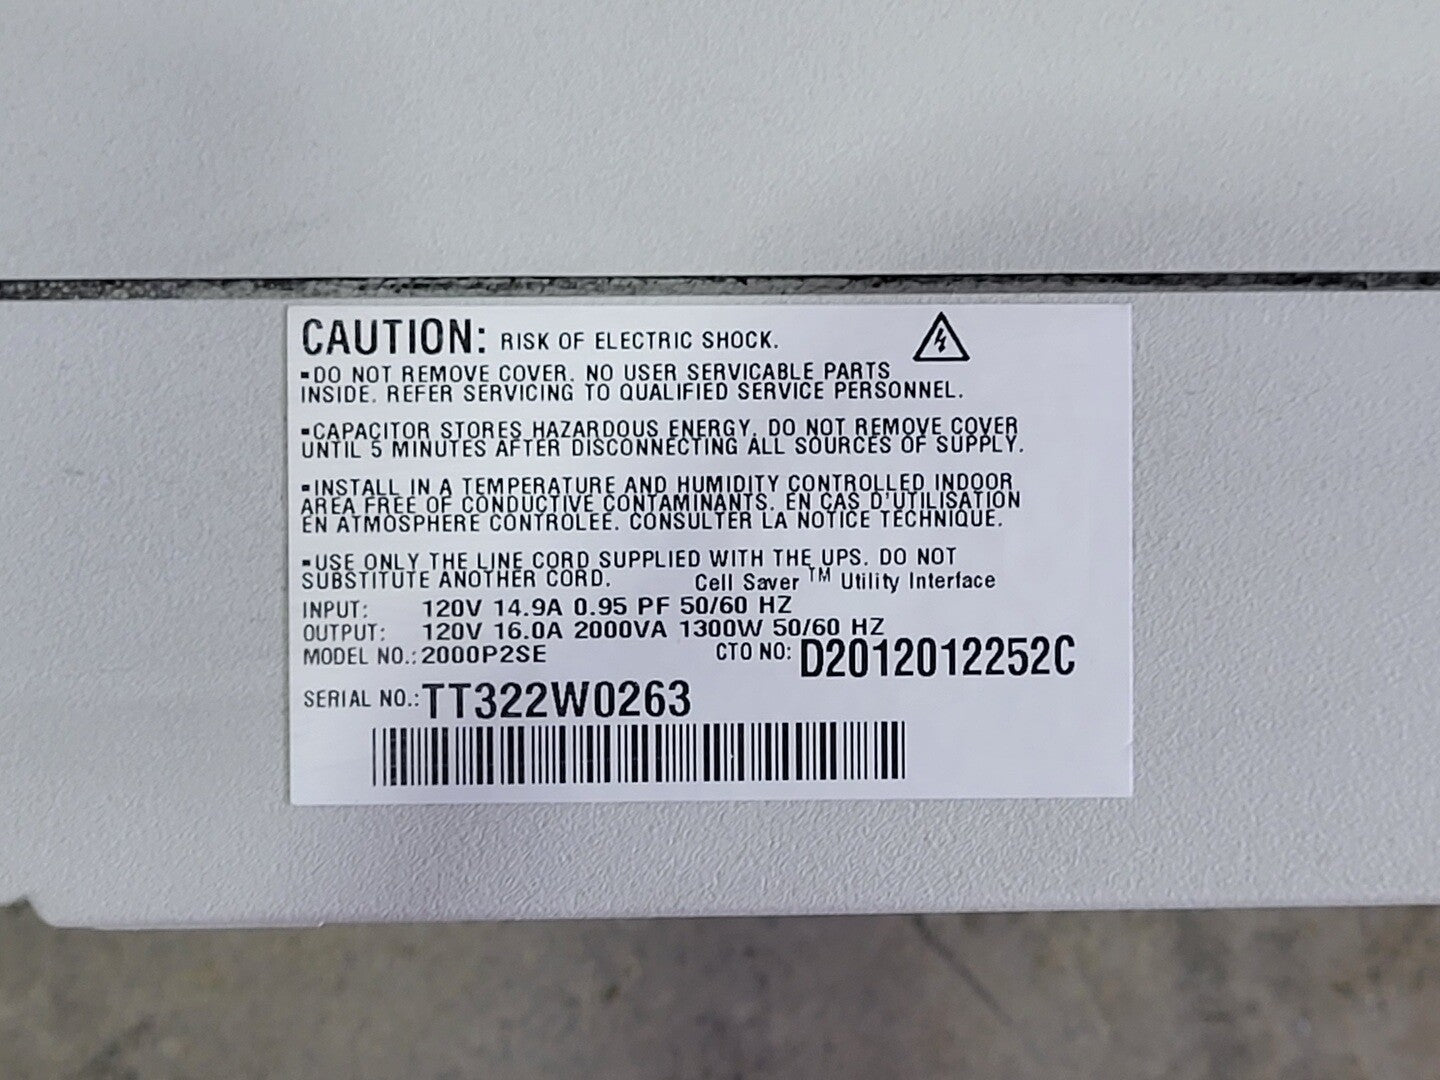 CAUTION: RISK OF ELECTRIC SHOCK.
▪DO NOT REMOVE COVER. NO USER SERVICABLE PARTS
INSIDE. REFER SERVICING TO QUALIFIED SERVICE PERSONNEL.
▪CAPACITOR STORES HAZARDOUS ENERGY. DO NOT REMOVE COVER
UNTIL 5 MINUTES AFTER DISCONNECTING ALL SOURCES OF SUPPLY.
▪INSTALL IN A TEMPERATURE AND HUMIDITY CONTROLLED INDOOR
AREA FREE OF CONDUCTIVE CONTAMINANTS. EN CAS D'UTILISATION
EN ATMOSPHERE CONTROLEE. CONSULTER LA NOTICE TECHNIQUE.
▪USE ONLY THE LINE CORD SUPPLIED WITH THE UPS. DO NOT
SUBSTITUTE ANOTHER CORD. Cell Saver™ Utility Interface
INPUT: 120V 14.9A 0.95 PF 50/60 HZ
OUTPUT: 120V 16.0A 2000VA 1300W 50/60 HZ
MODEL NO.: 2000P2SE CTO NO: D2012012252C
SERIAL NO.: TT322W0263